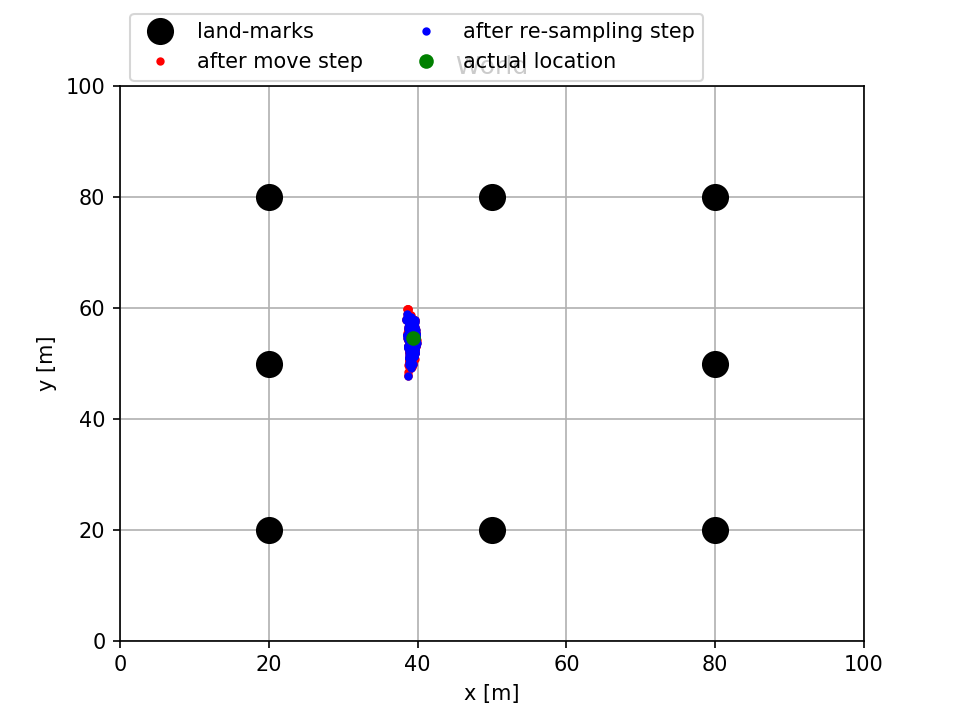 land-marks
after re-sampling step
after move step
actual location
World
100
80
60
40
20
0
y [m]
0 20 40 60 80 100
x [m]